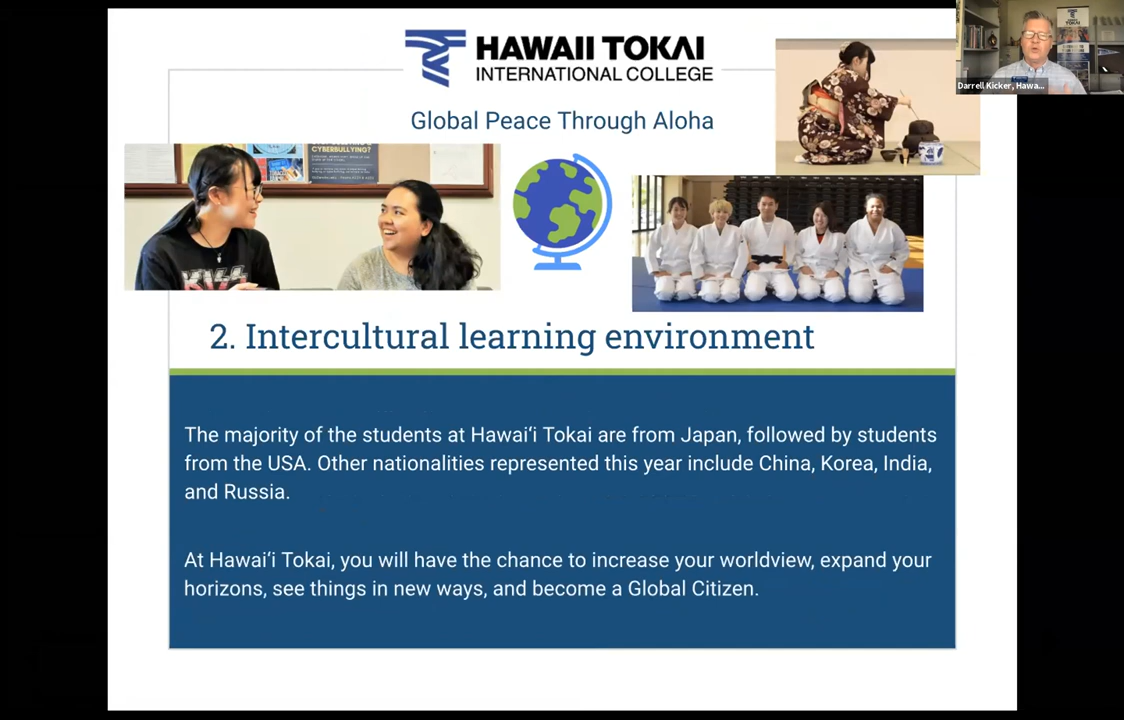 HAWAII TOKAI
INTERNATIONAL COLLEGE
Global Peace Through Aloha
Darrell Kicker, Hawa...
CYBERBULLYING?
KISS
2. Intercultural learning environment
The majority of the students at Hawai‘i Tokai are from Japan, followed by students
from the USA. Other nationalities represented this year include China, Korea, India,
and Russia.
At Hawai‘i Tokai, you will have the chance to increase your worldview, expand your
horizons, see things in new ways, and become a Global Citizen.